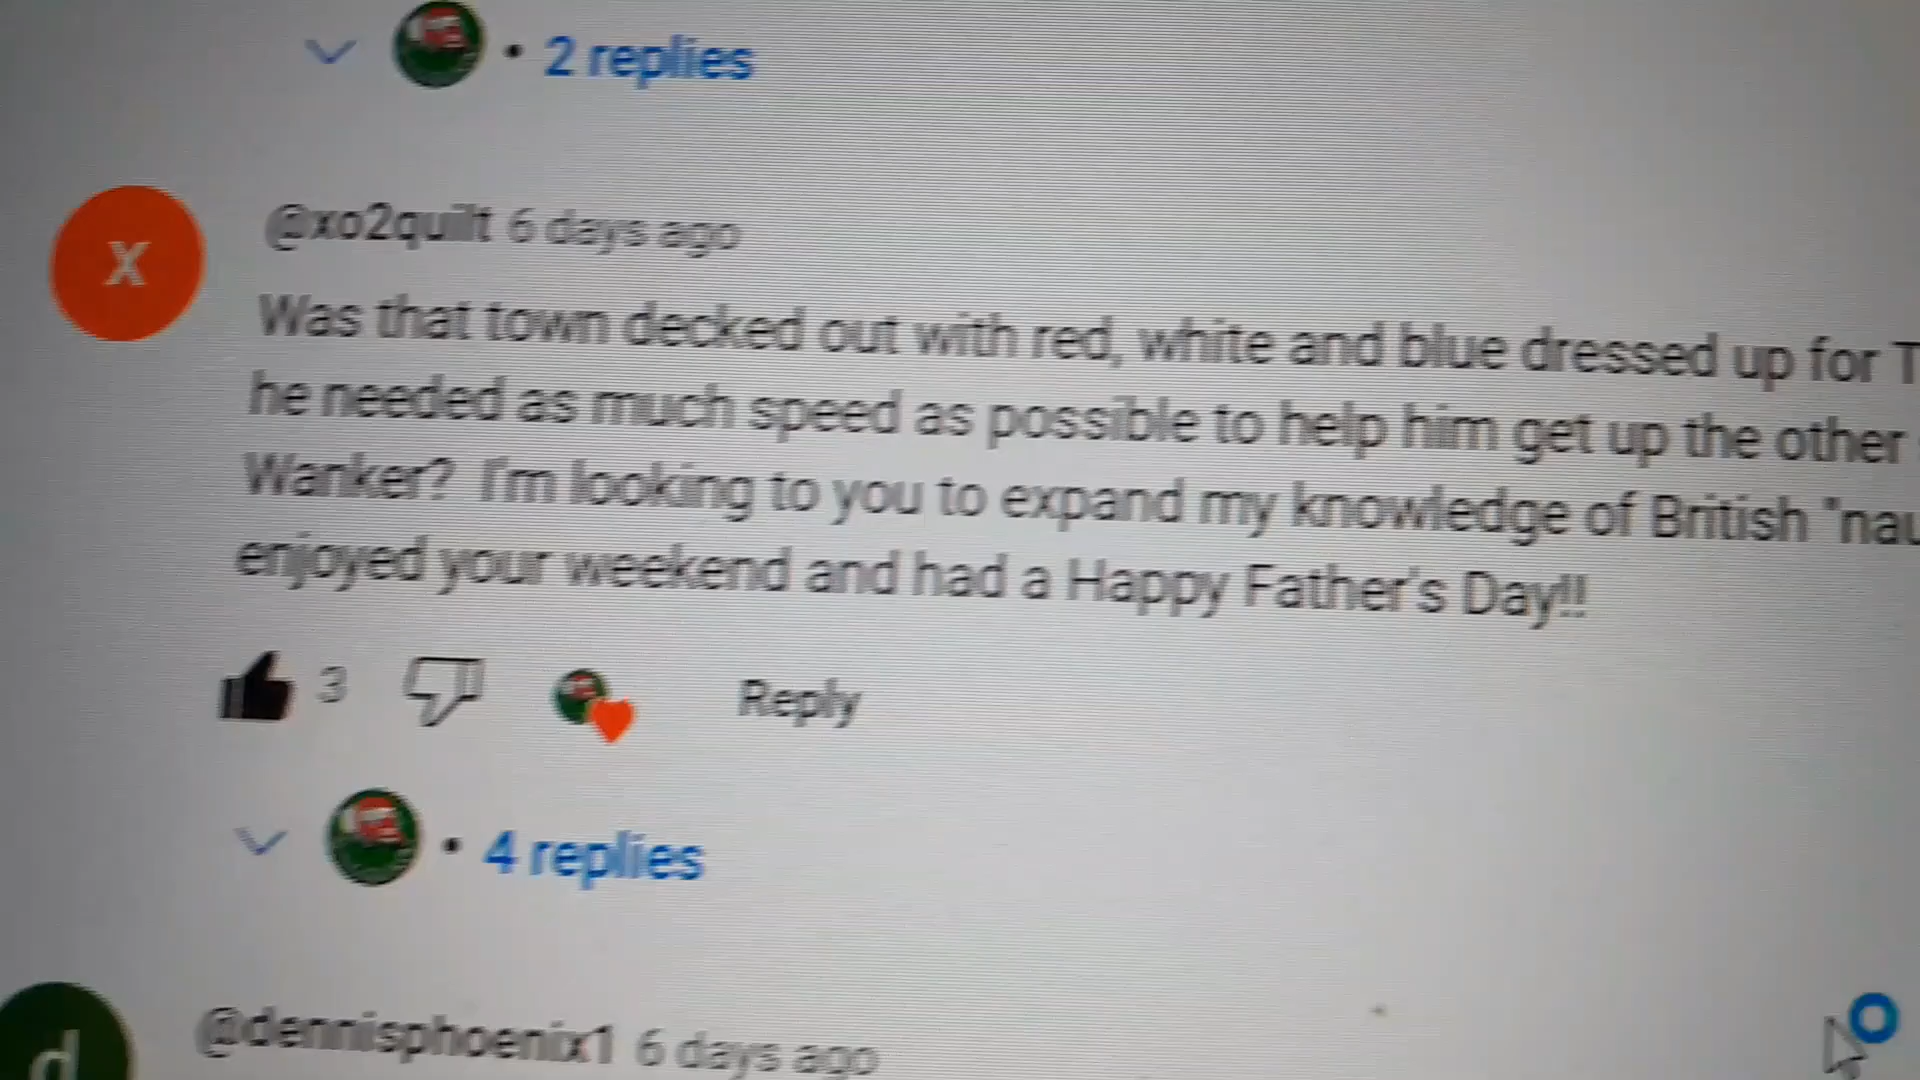 • 2 replies
X
@xo2quilt 6 days ago
Was that town decked out with red, white and blue dressed up for T
he needed as much speed as possible to help him get up the other
Wanker? I'm looking to you to expand my knowledge of British "nau
enjoyed your weekend and had a Happy Father's Day!!
3 Reply
• 4 replies
d
@dennisphoenix1 6 days ago